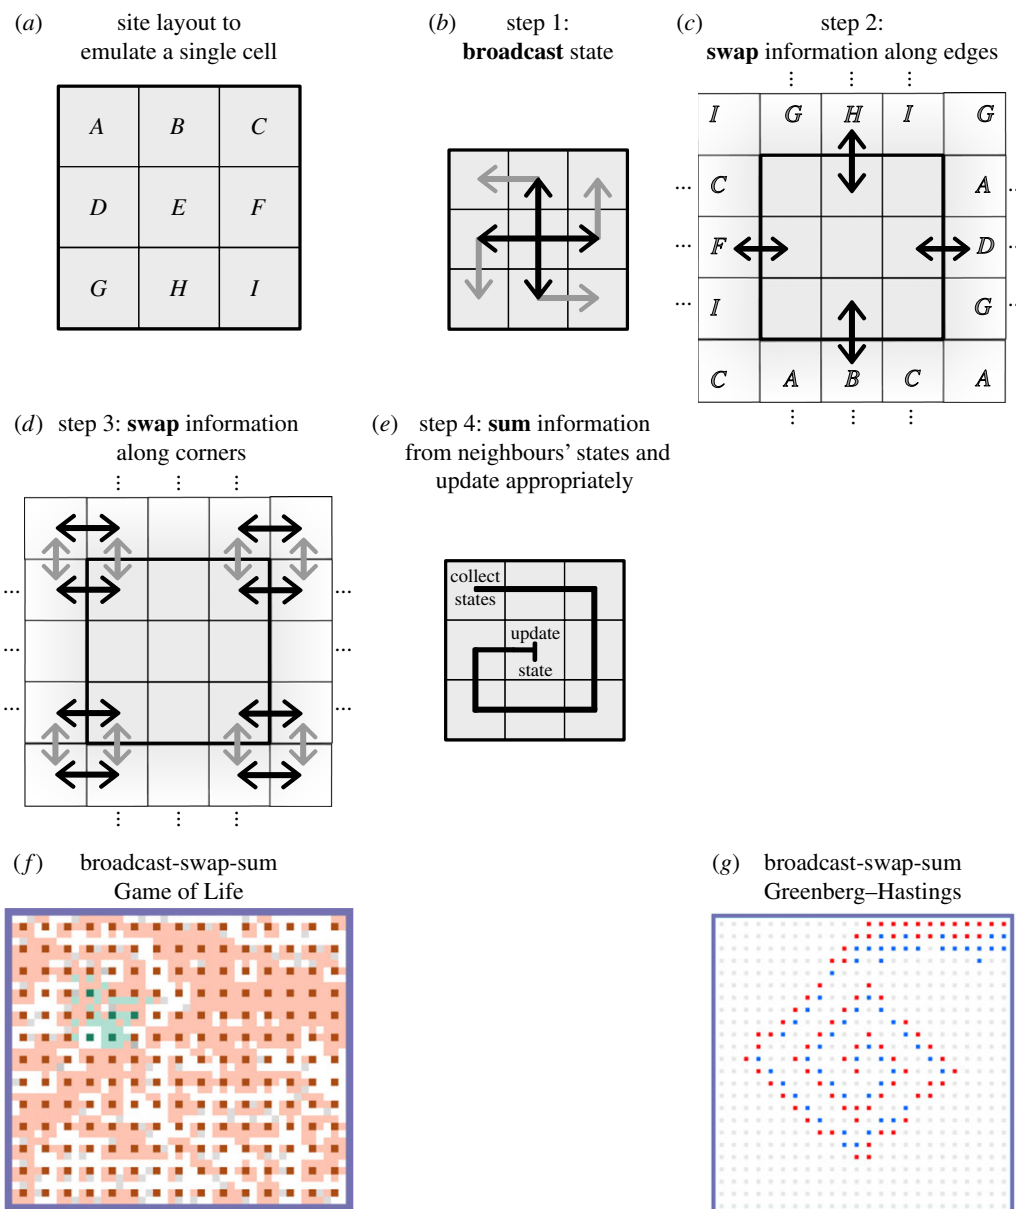 (a) site layout to
emulate a single cell
A B C
D E F
G H I
(b) step 1:
broadcast state
(c) step 2:
swap information along edges
⋮ ⋮ ⋮
I G H I G
... C A ...
... F D ...
... I G ...
C A B C A
⋮ ⋮ ⋮
(d) step 3: swap information
along corners
⋮ ⋮ ⋮
... ...
... ...
... ...
⋮ ⋮ ⋮
(e) step 4: sum information
from neighbours’ states and
update appropriately
collect
states
update
state
(f) broadcast-swap-sum
Game of Life
(g) broadcast-swap-sum
Greenberg–Hastings